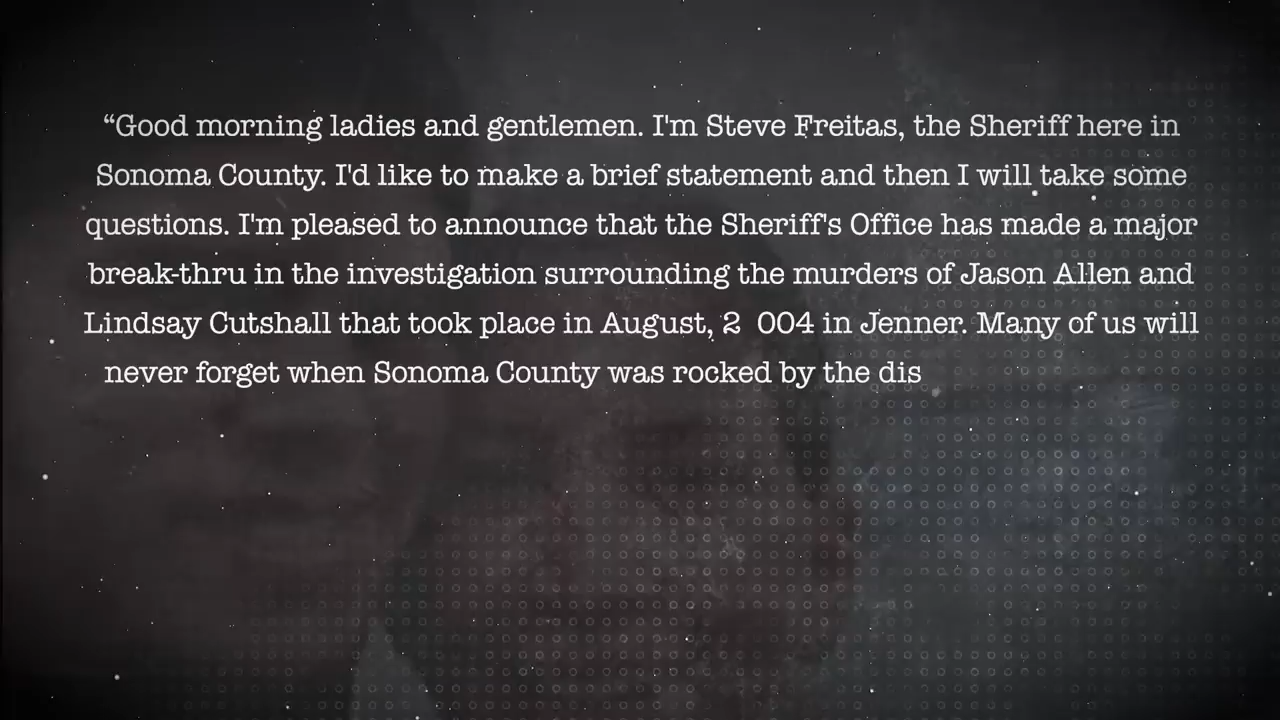 “Good morning ladies and gentlemen. I'm Steve Freitas, the Sheriff here in
Sonoma County. I'd like to make a brief statement and then I will take some
questions. I'm pleased to announce that the Sheriff's Office has made a major
break-thru in the investigation surrounding the murders of Jason Allen and
Lindsay Cutshall that took place in August, 2 004 in Jenner. Many of us will
never forget when Sonoma County was rocked by the dis